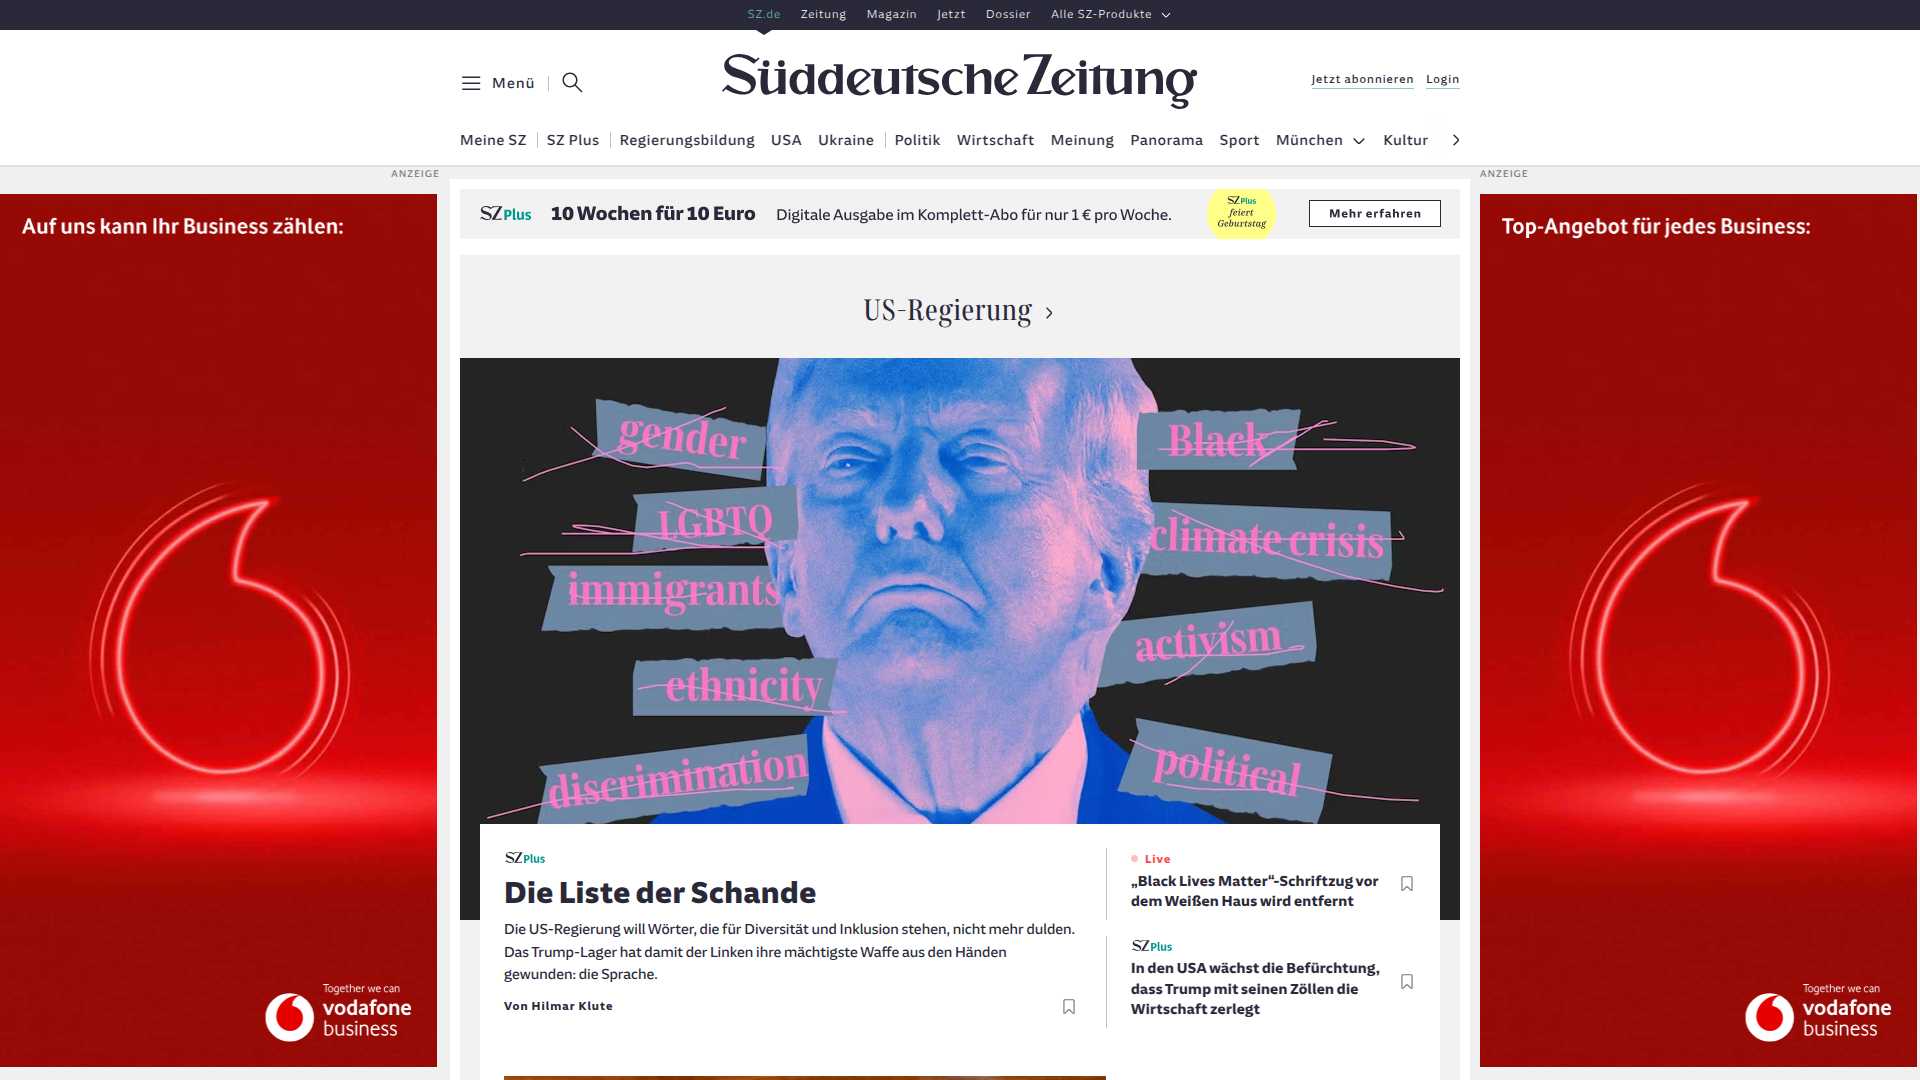 SZ.de Zeitung Magazin Jetzt Dossier Alle SZ-Produkte
Menü
Süddeutsche Zeitung
Jetzt abonnieren Login
Meine SZ SZ Plus Regierungsbildung USA Ukraine Politik Wirtschaft Meinung Panorama Sport München Kultur
ANZEIGE
ANZEIGE
Auf uns kann Ihr Business zählen:
Together we can
vodafone
business
SZ Plus 10 Wochen für 10 Euro Digitale Ausgabe im Komplett-Abo für nur 1 € pro Woche.
SZ Plus
feiert
Geburtstag
Mehr erfahren
US-Regierung
gender
LGBTQ
immigrants
ethnicity
discrimination
Black
climate crisis
activism
political
SZ Plus
Die Liste der Schande
Die US-Regierung will Wörter, die für Diversität und Inklusion stehen, nicht mehr dulden.
Das Trump-Lager hat damit der Linken ihre mächtigste Waffe aus den Händen
gewunden: die Sprache.
Von Hilmar Klute
Live
„Black Lives Matter“-Schriftzug vor
dem Weißen Haus wird entfernt
SZ Plus
In den USA wächst die Befürchtung,
dass Trump mit seinen Zöllen die
Wirtschaft zerlegt
Top-Angebot für jedes Business:
Together we can
vodafone
business